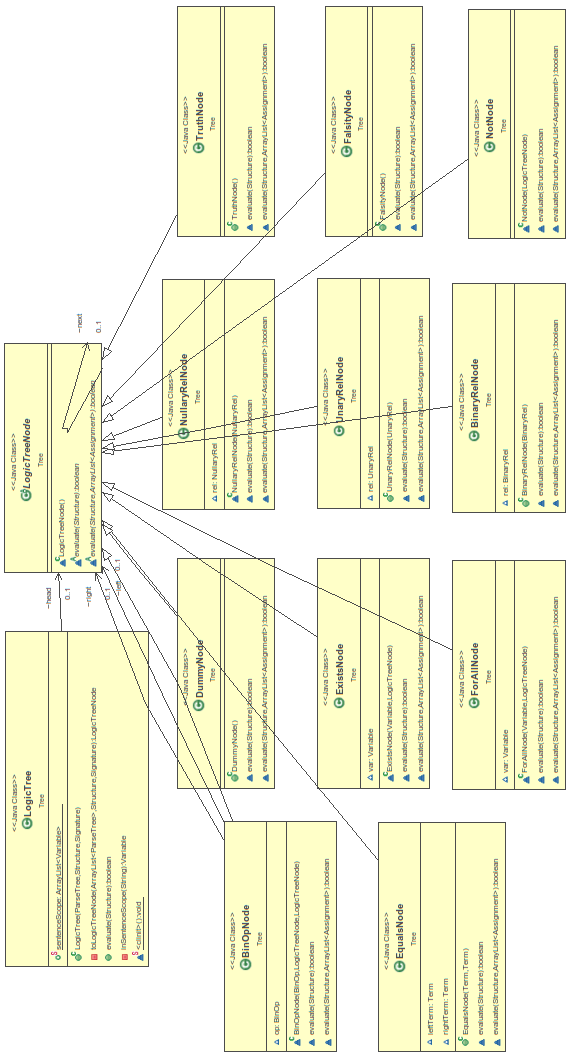 <<Java Class>>
LogicTree
Tree
sentenceScope: ArrayList<Variable>
LogicTree(ParseTree,Structure,Signature)
toLogicTreeNode(ArrayList<ParseTree>,Structure,Signature):LogicTreeNode
evaluate(Structure):boolean
inSentenceScope(String):Variable
<clinit>():void
~head
0..1
~right
0..1
~left
0..1
<<Java Class>>
LogicTreeNode
Tree
LogicTreeNode()
evaluate(Structure):boolean
evaluate(Structure,ArrayList<Assignment>):boolean
~next
0..1
<<Java Class>>
TruthNode
Tree
TruthNode()
evaluate(Structure):boolean
evaluate(Structure,ArrayList<Assignment>):boolean
<<Java Class>>
FalsityNode
Tree
FalsityNode()
evaluate(Structure):boolean
evaluate(Structure,ArrayList<Assignment>):boolean
<<Java Class>>
NotNode
Tree
NotNode(LogicTreeNode)
evaluate(Structure):boolean
evaluate(Structure,ArrayList<Assignment>):boolean
<<Java Class>>
NullaryRelNode
Tree
rel: NullaryRel
NullaryRelNode(NullaryRel)
evaluate(Structure):boolean
evaluate(Structure,ArrayList<Assignment>):boolean
<<Java Class>>
UnaryRelNode
Tree
rel: UnaryRel
UnaryRelNode(UnaryRel)
evaluate(Structure):boolean
evaluate(Structure,ArrayList<Assignment>):boolean
<<Java Class>>
BinaryRelNode
Tree
rel: BinaryRel
BinaryRelNode(BinaryRel)
evaluate(Structure):boolean
evaluate(Structure,ArrayList<Assignment>):boolean
<<Java Class>>
DummyNode
Tree
DummyNode()
evaluate(Structure):boolean
evaluate(Structure,ArrayList<Assignment>):boolean
<<Java Class>>
ExistsNode
Tree
var: Variable
ExistsNode(Variable,LogicTreeNode)
evaluate(Structure):boolean
evaluate(Structure,ArrayList<Assignment>):boolean
<<Java Class>>
ForAllNode
Tree
var: Variable
ForAllNode(Variable,LogicTreeNode)
evaluate(Structure):boolean
evaluate(Structure,ArrayList<Assignment>):boolean
<<Java Class>>
BinOpNode
Tree
op: BinOp
BinOpNode(BinOp,LogicTreeNode,LogicTreeNode)
evaluate(Structure):boolean
evaluate(Structure,ArrayList<Assignment>):boolean
<<Java Class>>
EqualsNode
Tree
leftTerm: Term
rightTerm: Term
EqualsNode(Term,Term)
evaluate(Structure):boolean
evaluate(Structure,ArrayList<Assignment>):boolean